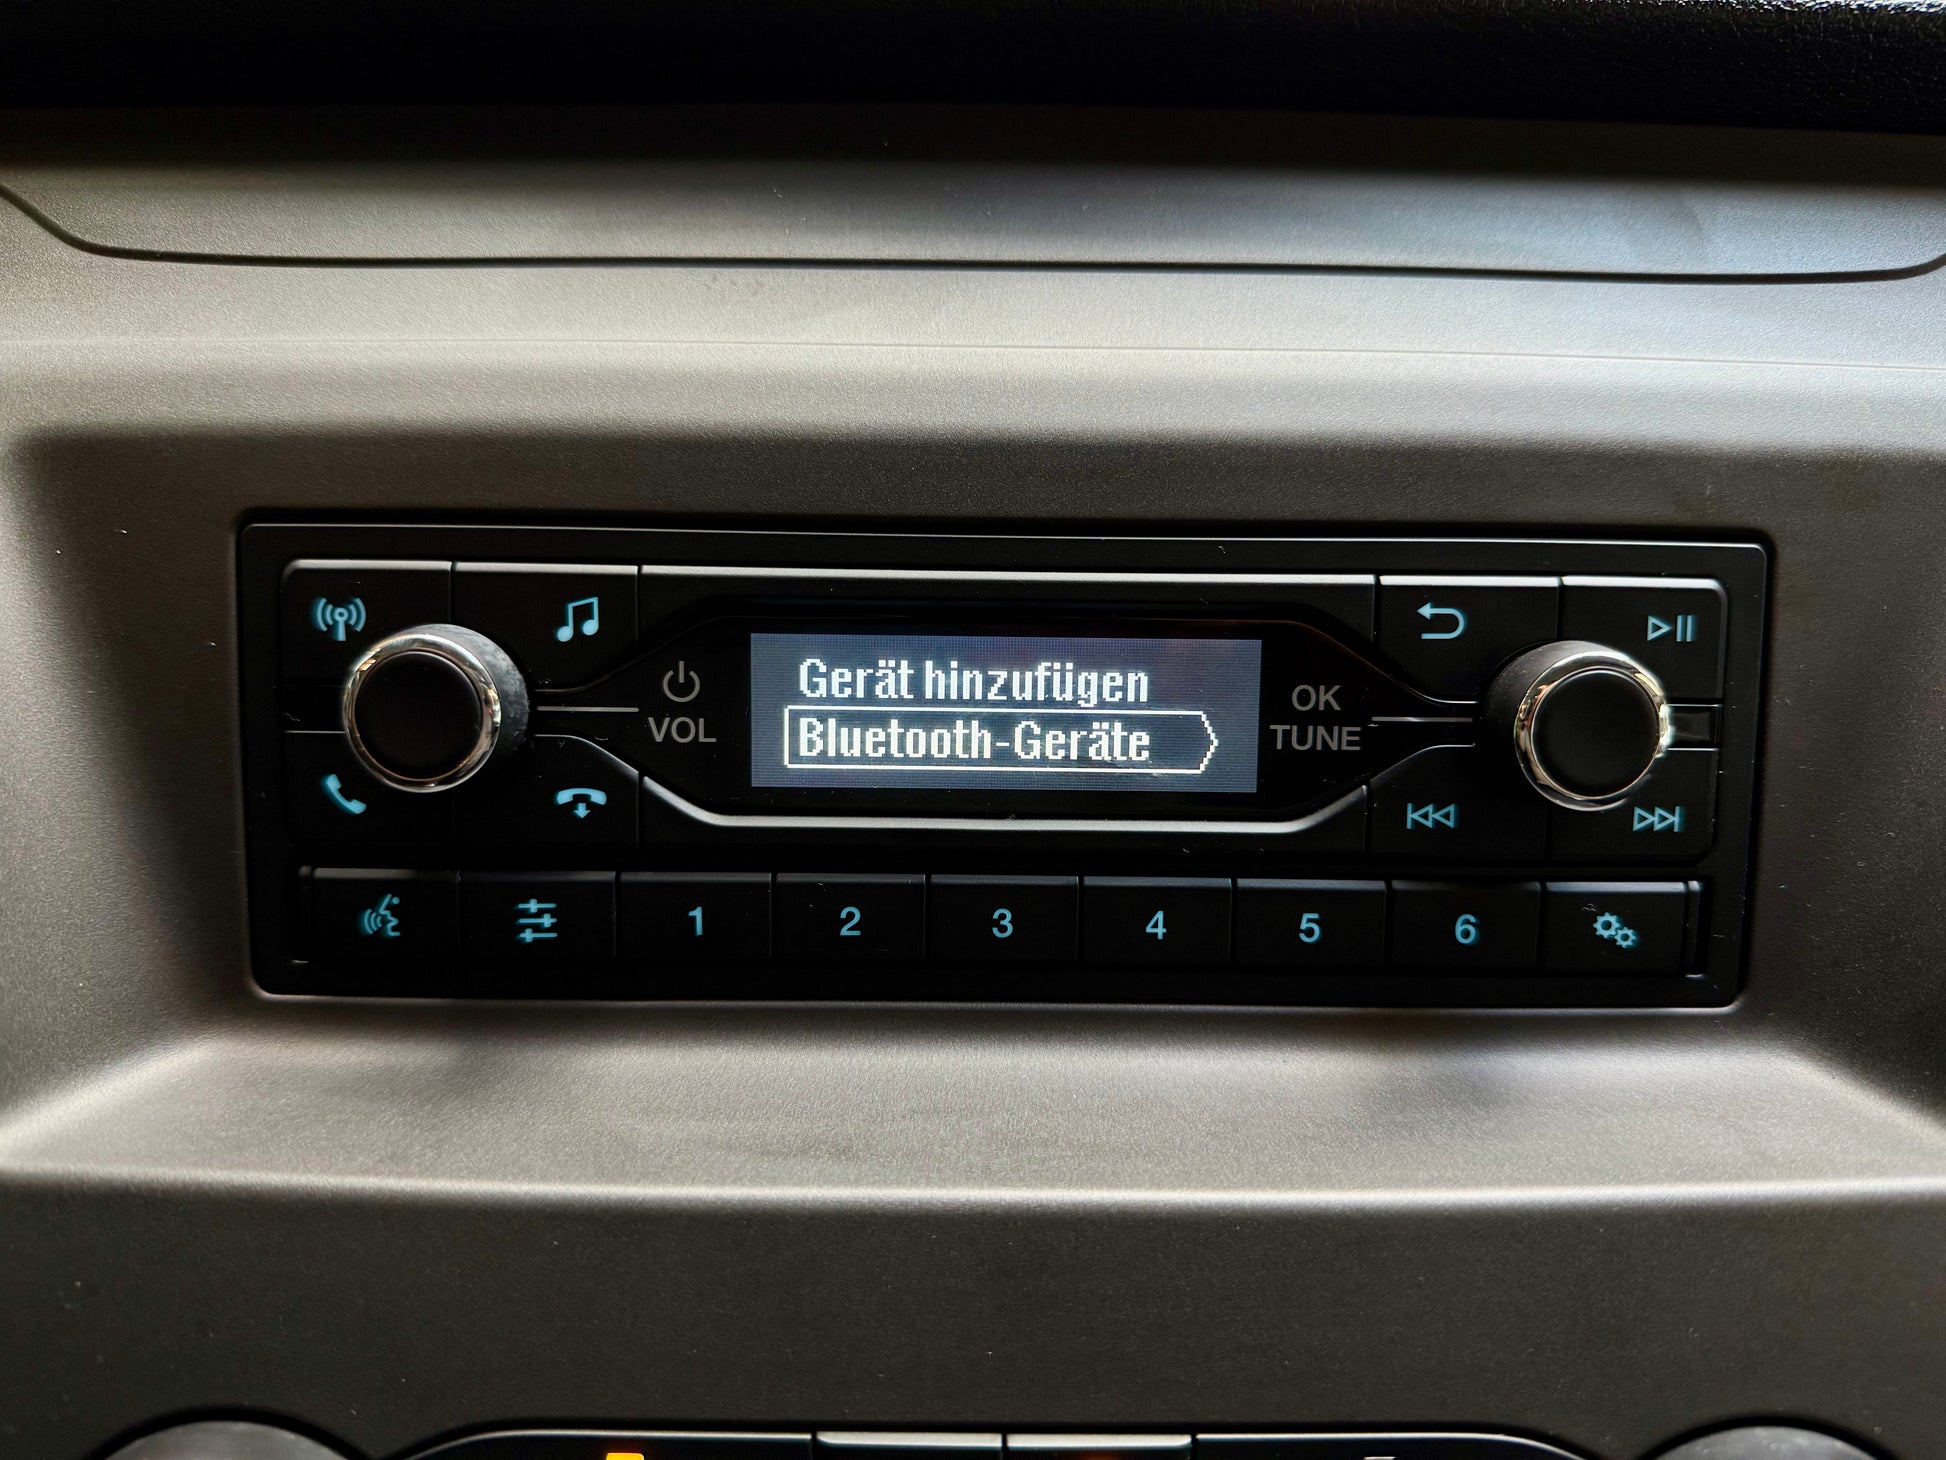 Gerät hinzufügen
Bluetooth-Geräte
VOL
OK
TUNE
1 2 3 4 5 6